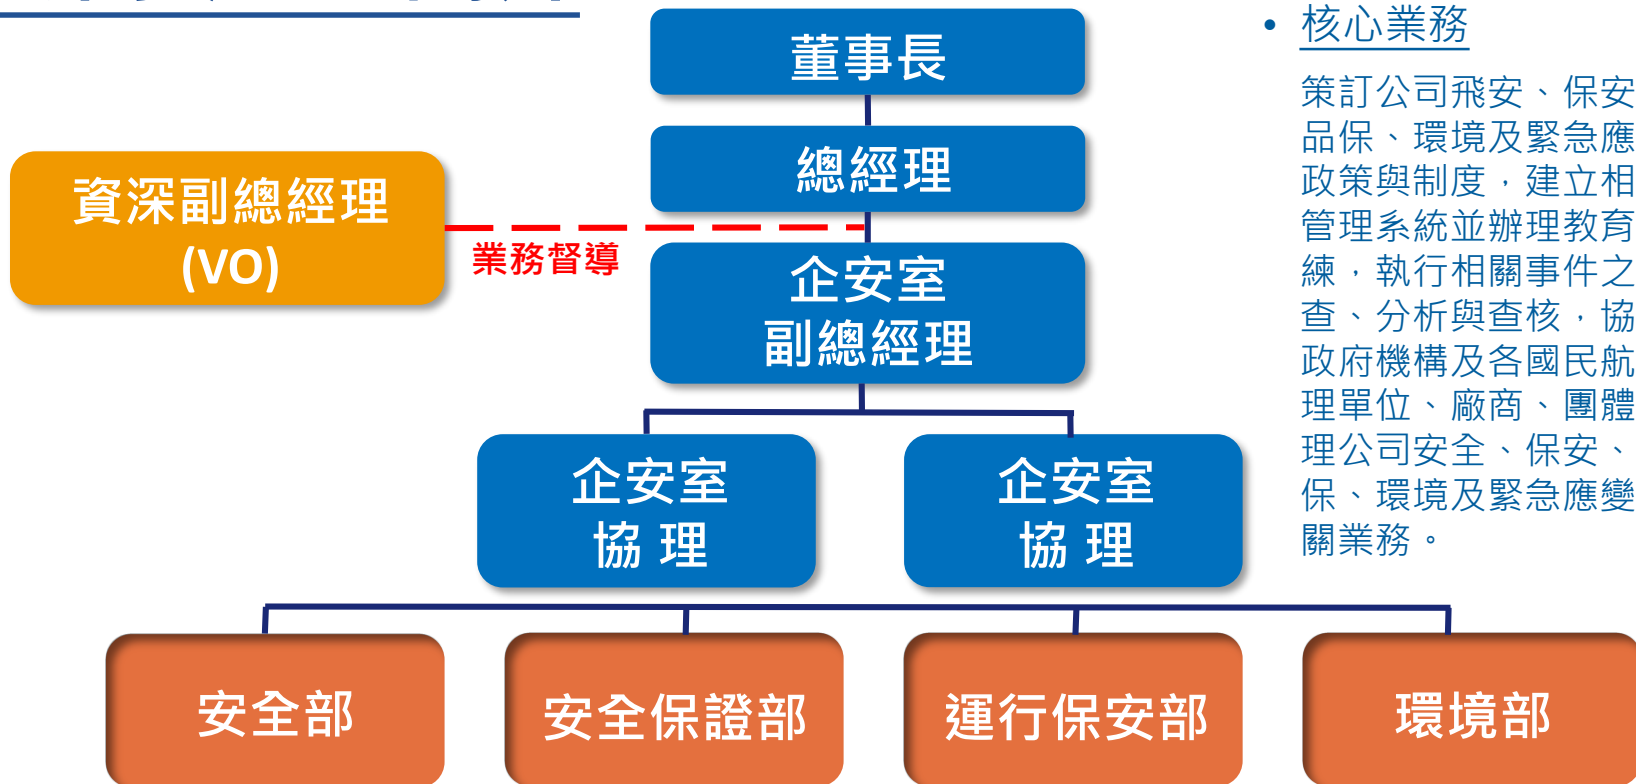 董事長
總經理
資深副總經理
(VO)
業務督導
企安室
副總經理
企安室
協 理
企安室
協 理
安全部
安全保證部
運行保安部
環境部
• 核心業務
策訂公司飛安、保安
品保、環境及緊急應
政策與制度，建立相
管理系統並辦理教育
練，執行相關事件之
查、分析與查核，協
政府機構及各國民航
理單位、廠商、團體
理公司安全、保安、
保、環境及緊急應變
關業務。